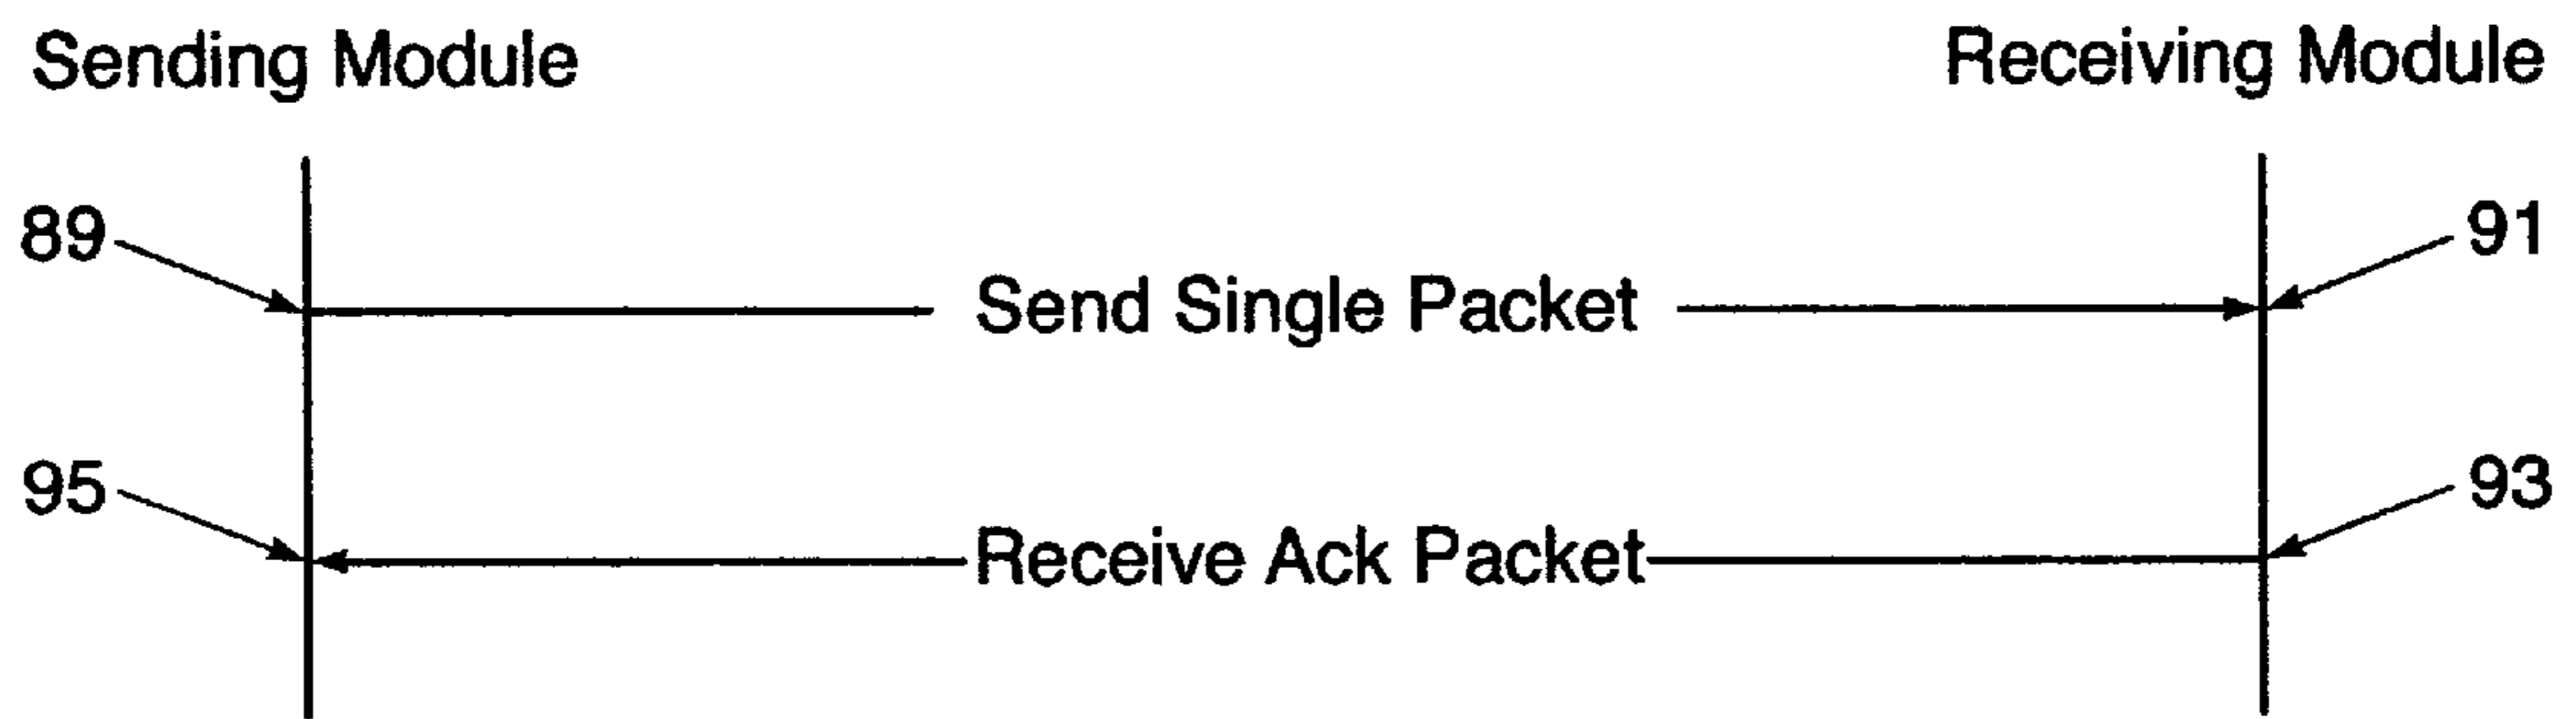 Sending Module
Receiving Module
89
91
Send Single Packet
95
93
Receive Ack Packet